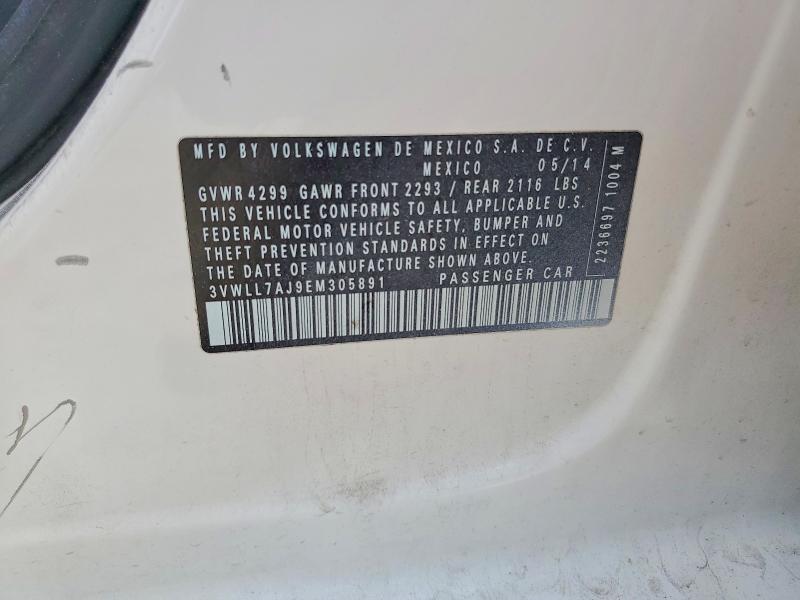 MFD BY VOLKSWAGEN DE MEXICO S.A. DE C.V.
MEXICO 05/14
GVWR 4299 GAWR FRONT 2293 / REAR 2116 LBS
THIS VEHICLE CONFORMS TO ALL APPLICABLE U.S.
FEDERAL MOTOR VEHICLE SAFETY, BUMPER AND
THEFT PREVENTION STANDARDS IN EFFECT ON
THE DATE OF MANUFACTURE SHOWN ABOVE.
3VWLL7AJ9EM305891 PASSENGER CAR
2236697 1004 M